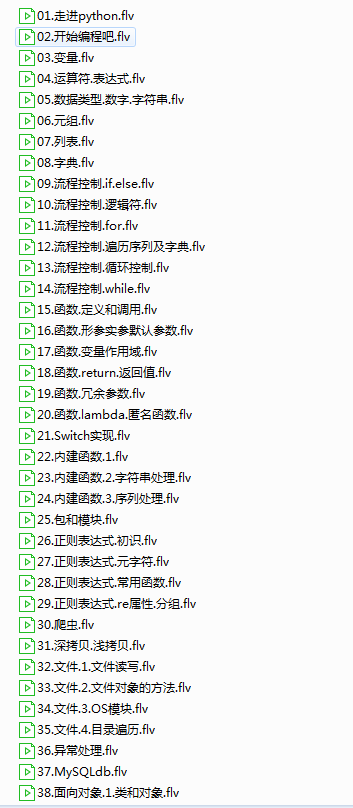 01.走进python.flv
02.开始编程吧.flv
03.变量.flv
04.运算符.表达式.flv
05.数据类型.数字.字符串.flv
06.元组.flv
07.列表.flv
08.字典.flv
09.流程控制.if.else.flv
10.流程控制.逻辑符.flv
11.流程控制.for.flv
12.流程控制.遍历序列及字典.flv
13.流程控制.循环控制.flv
14.流程控制.while.flv
15.函数.定义和调用.flv
16.函数.形参实参默认参数.flv
17.函数.变量作用域.flv
18.函数.return.返回值.flv
19.函数.冗余参数.flv
20.函数.lambda.匿名函数.flv
21.Switch实现.flv
22.内建函数.1.flv
23.内建函数.2.字符串处理.flv
24.内建函数.3.序列处理.flv
25.包和模块.flv
26.正则表达式.初识.flv
27.正则表达式.元字符.flv
28.正则表达式.常用函数.flv
29.正则表达式.re属性.分组.flv
30.爬虫.flv
31.深拷贝.浅拷贝.flv
32.文件.1.文件读写.flv
33.文件.2.文件对象的方法.flv
34.文件.3.OS模块.flv
35.文件.4.目录遍历.flv
36.异常处理.flv
37.MySQLdb.flv
38.面向对象.1.类和对象.flv